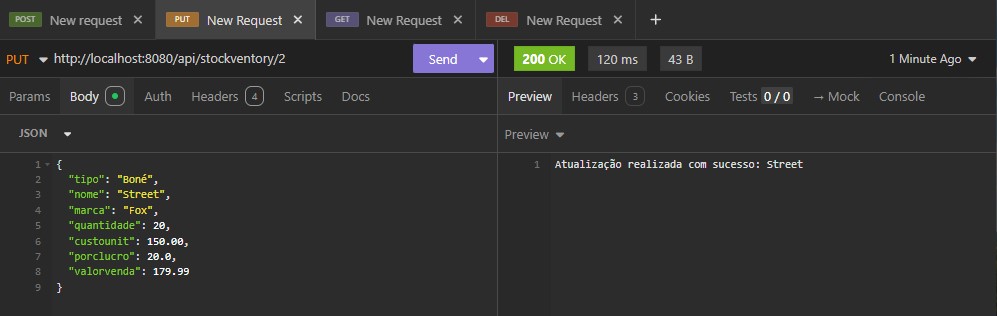 POST New request PUT New Request GET New Request DEL New Request +
PUT http://localhost:8080/api/stockventory/2 Send 200 OK 120 ms 43 B 1 Minute Ago
Params Body Auth Headers 4 Scripts Docs
Preview Headers 3 Cookies Tests 0 / 0 → Mock Console
JSON
Preview
1 {
2 "tipo": "Boné",
3 "nome": "Street",
4 "marca": "Fox",
5 "quantidade": 20,
6 "custounit": 150.00,
7 "porclucro": 20.0,
8 "valorvenda": 179.99
9 }
1 Atualização realizada com sucesso: Street